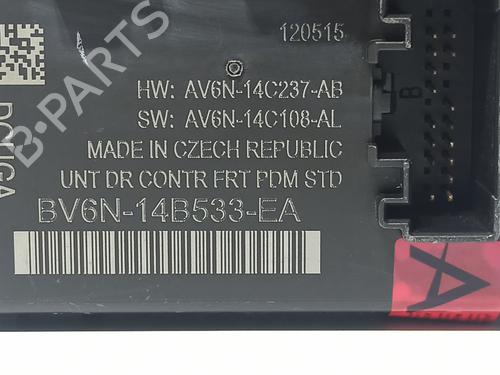 120515
HW: AV6N-14C237-AB
SW: AV6N-14C108-AL
MADE IN CZECH REPUBLIC
UNT DR CONTR FRT PDM STD
BV6N-14B533-EA
B
A
B-PARTS